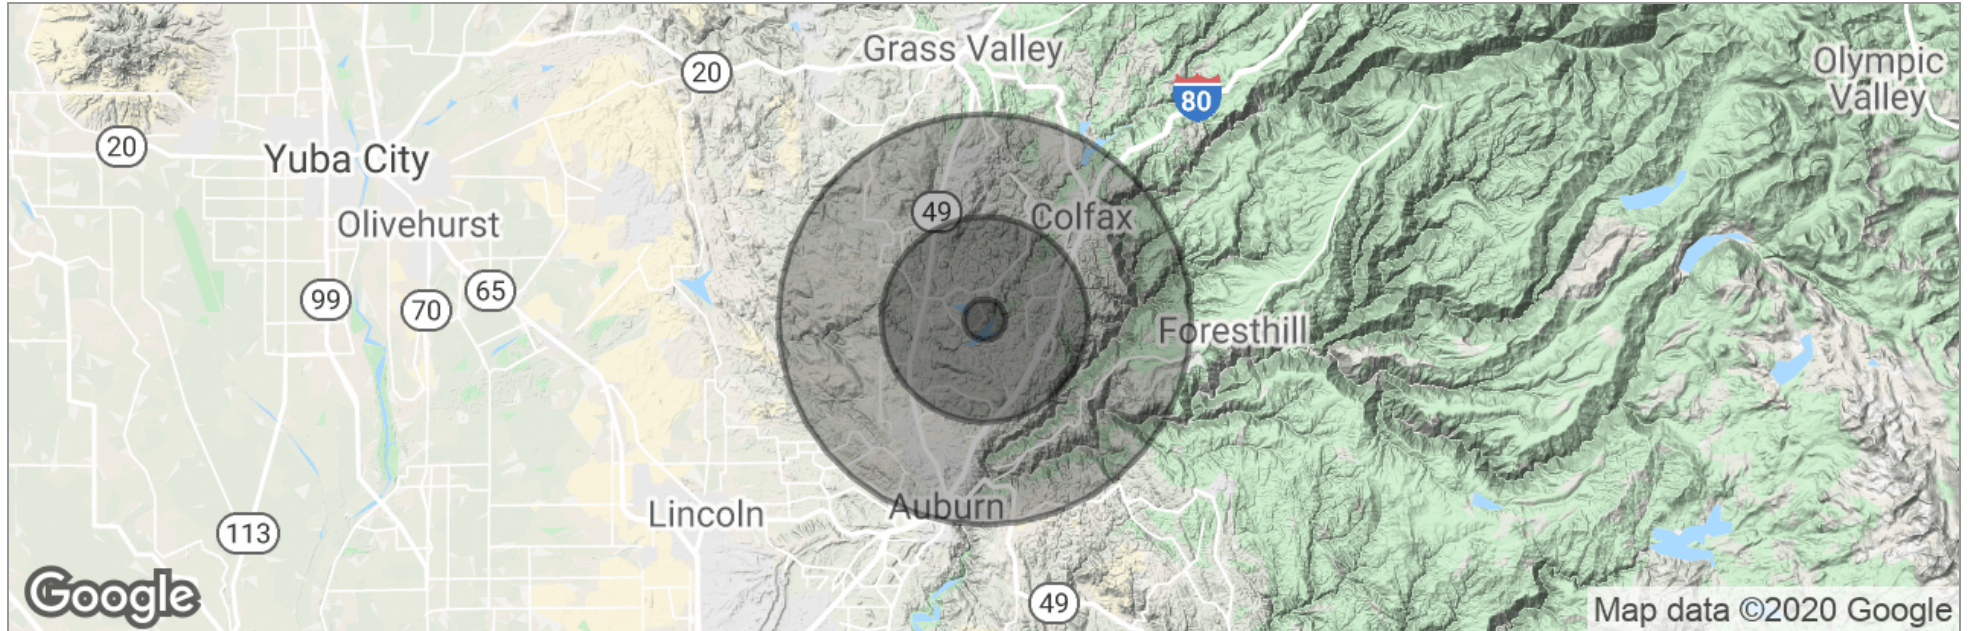 Grass Valley
20
80
Olympic
Valley
20
Yuba City
49
Colfax
Olivehurst
99
70
65
Foresthill
Lincoln
Auburn
113
Google
49
Map data ©2020 Google